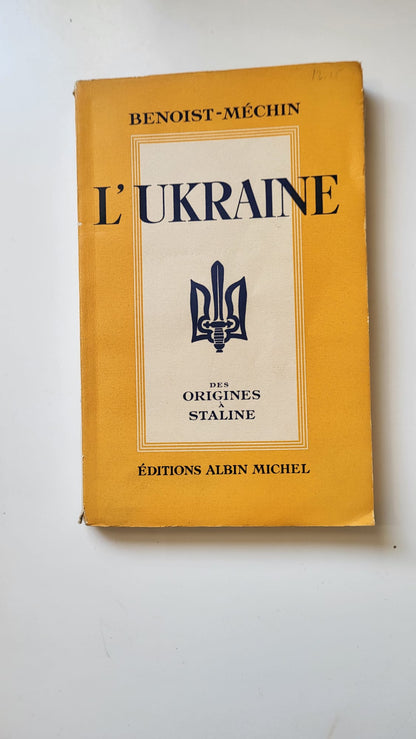 BENOIST-MÉCHIN
L'UKRAINE
DES
ORIGINES
À
STALINE
ÉDITIONS ALBIN MICHEL